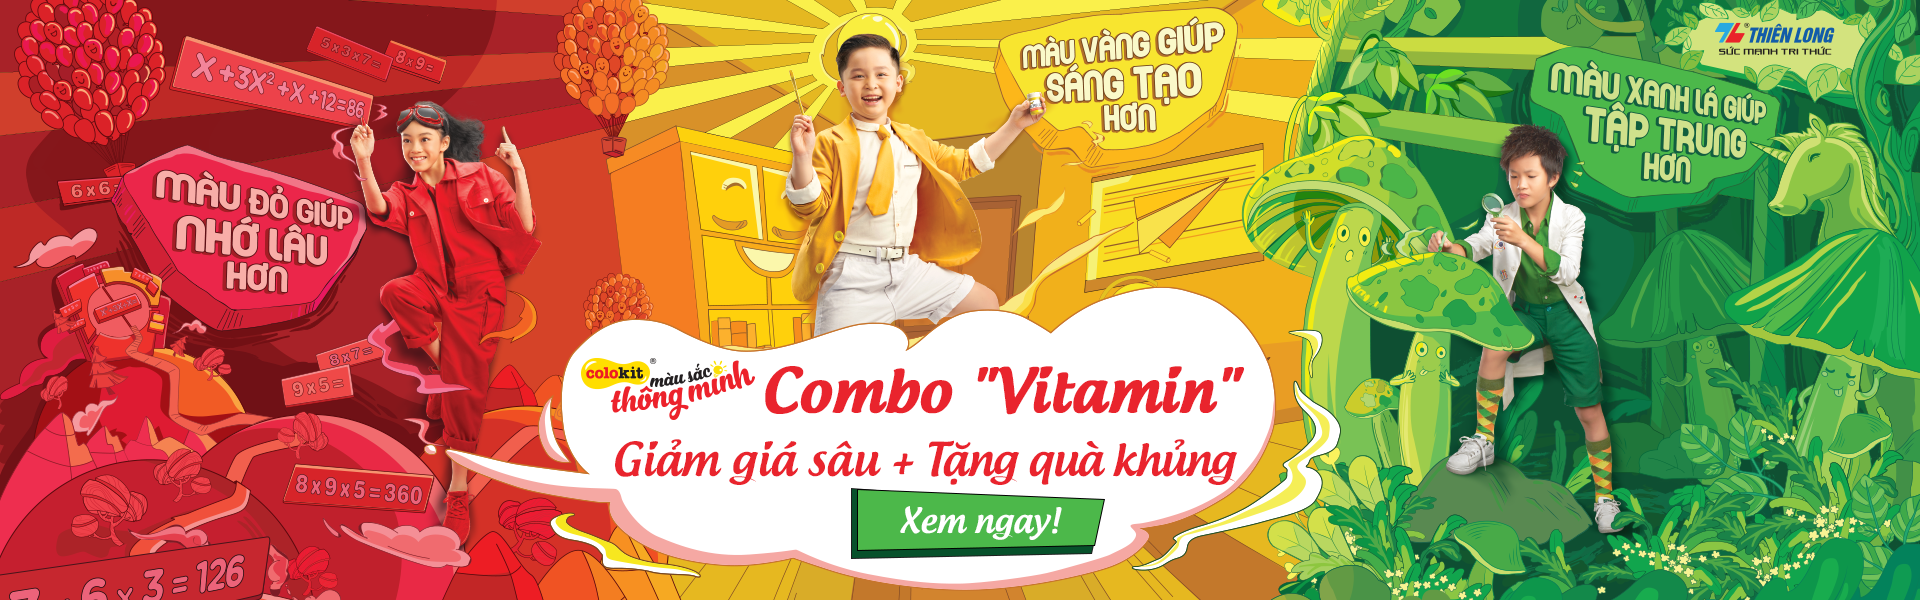 5x3x7=
8x9=
X+3X²+X+12=86
6x6=
MÀU ĐỎ GIÚP
NHỚ LÂU
HƠN
8x7=
9x5=
8x9x5=360
6x3=126
MÀU VÀNG GIÚP
SÁNG TẠO
HƠN
TL® THIÊN LONG
SỨC MẠNH TRI THỨC
MÀU XANH LÁ GIÚP
TẬP TRUNG
HƠN
colokit®
màu sắc
thông minh
Combo "Vitamin"
Giảm giá sâu + Tặng quà khủng
Xem ngay!